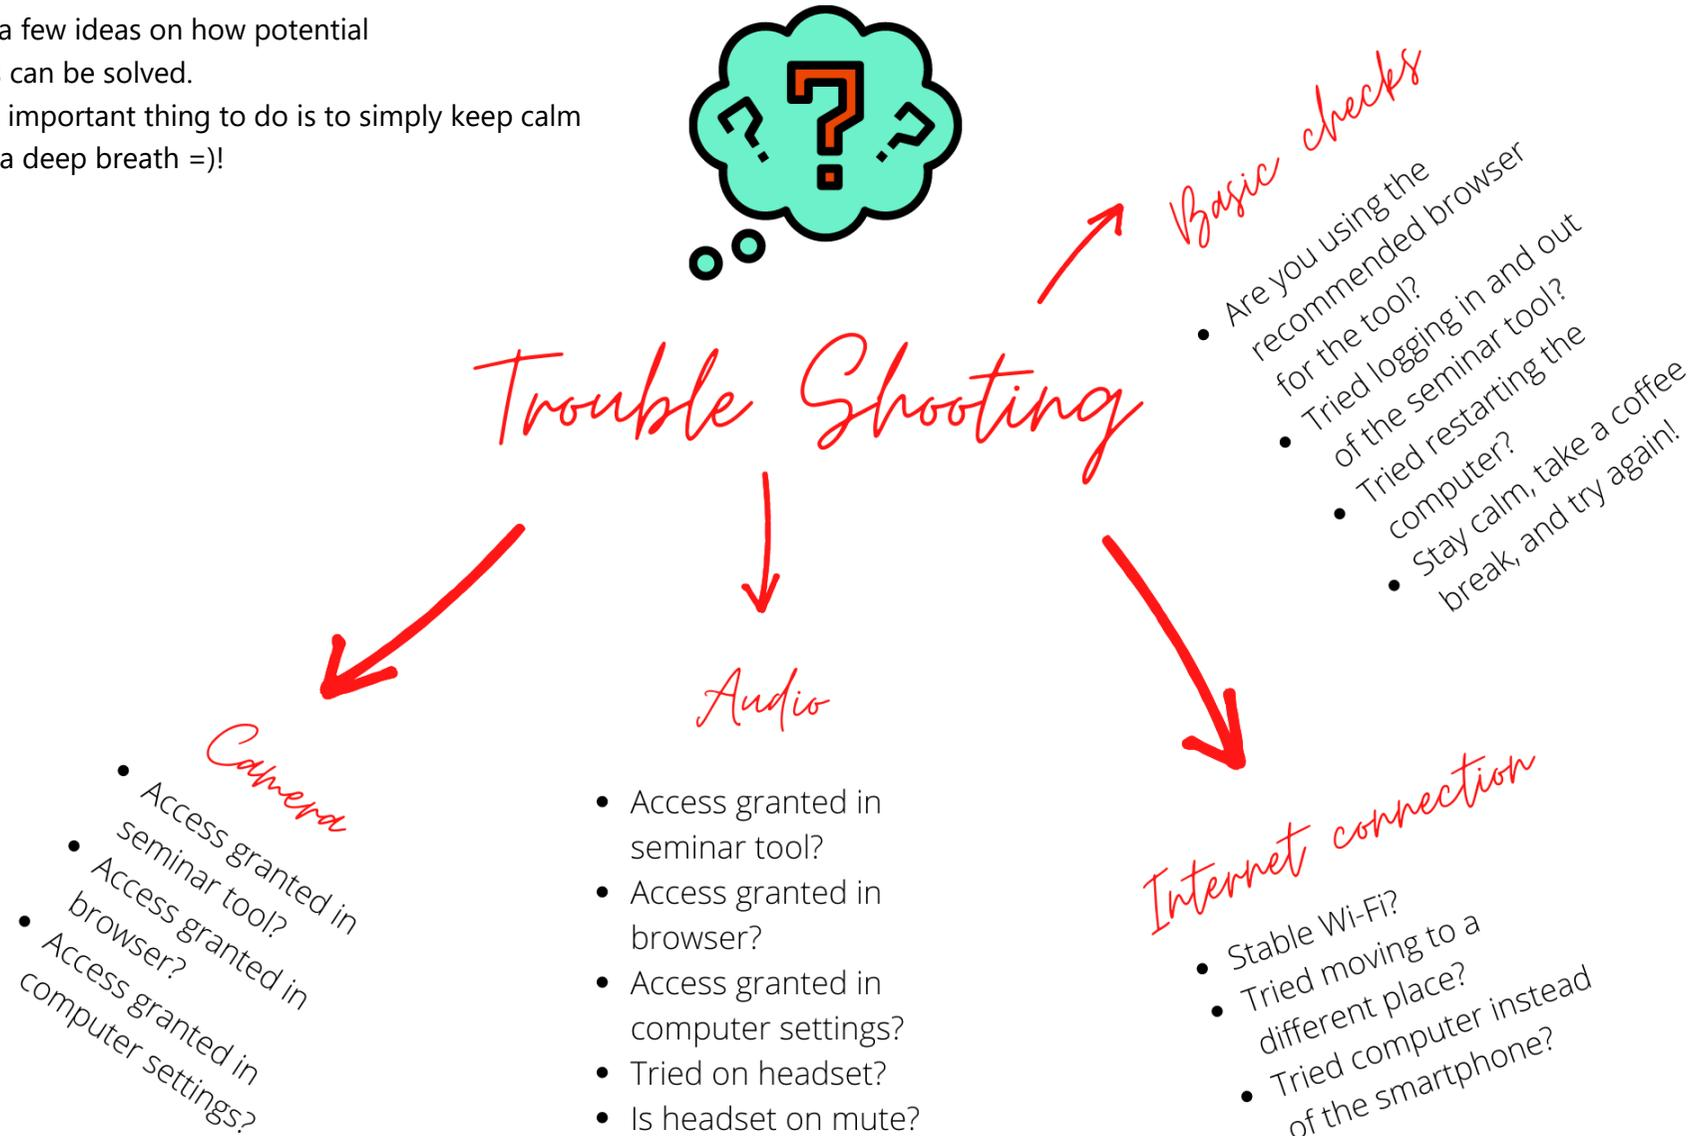 a few ideas on how potential
can be solved.
important thing to do is to simply keep calm
a deep breath =)!
Basic checks
• Are you using the
recommended browser
for the tool?
• Tried logging in and out
of the seminar tool?
• Tried restarting the
computer?
• Stay calm, take a coffee
break, and try again!
Trouble Shooting
Camera
• Access granted in
seminar tool?
• Access granted in
browser?
• Access granted in
computer settings?
Audio
• Access granted in
seminar tool?
• Access granted in
browser?
• Access granted in
computer settings?
• Tried on headset?
• Is headset on mute?
Internet connection
• Stable Wi-Fi?
• Tried moving to a
different place?
• Tried computer instead
of the smartphone?